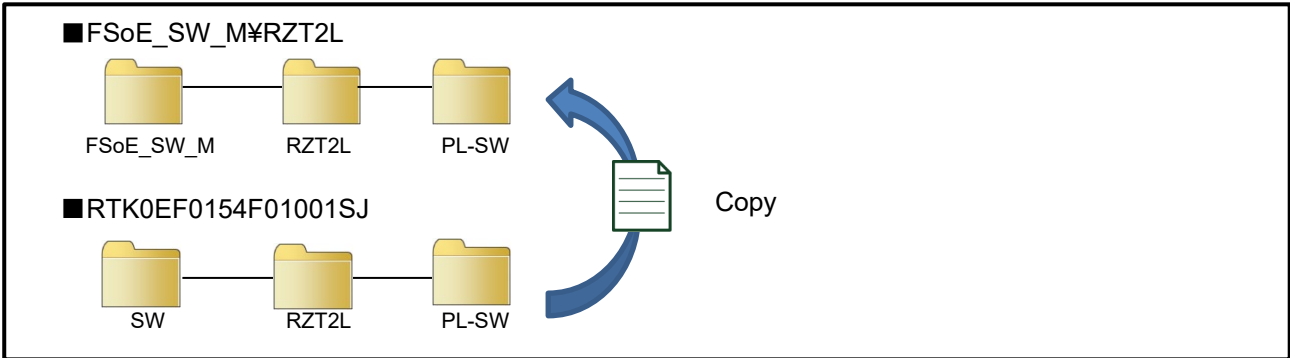 ■FSoE_SW_M¥RZT2L
FSoE_SW_M RZT2L PL-SW
■RTK0EF0154F01001SJ
Copy
SW RZT2L PL-SW